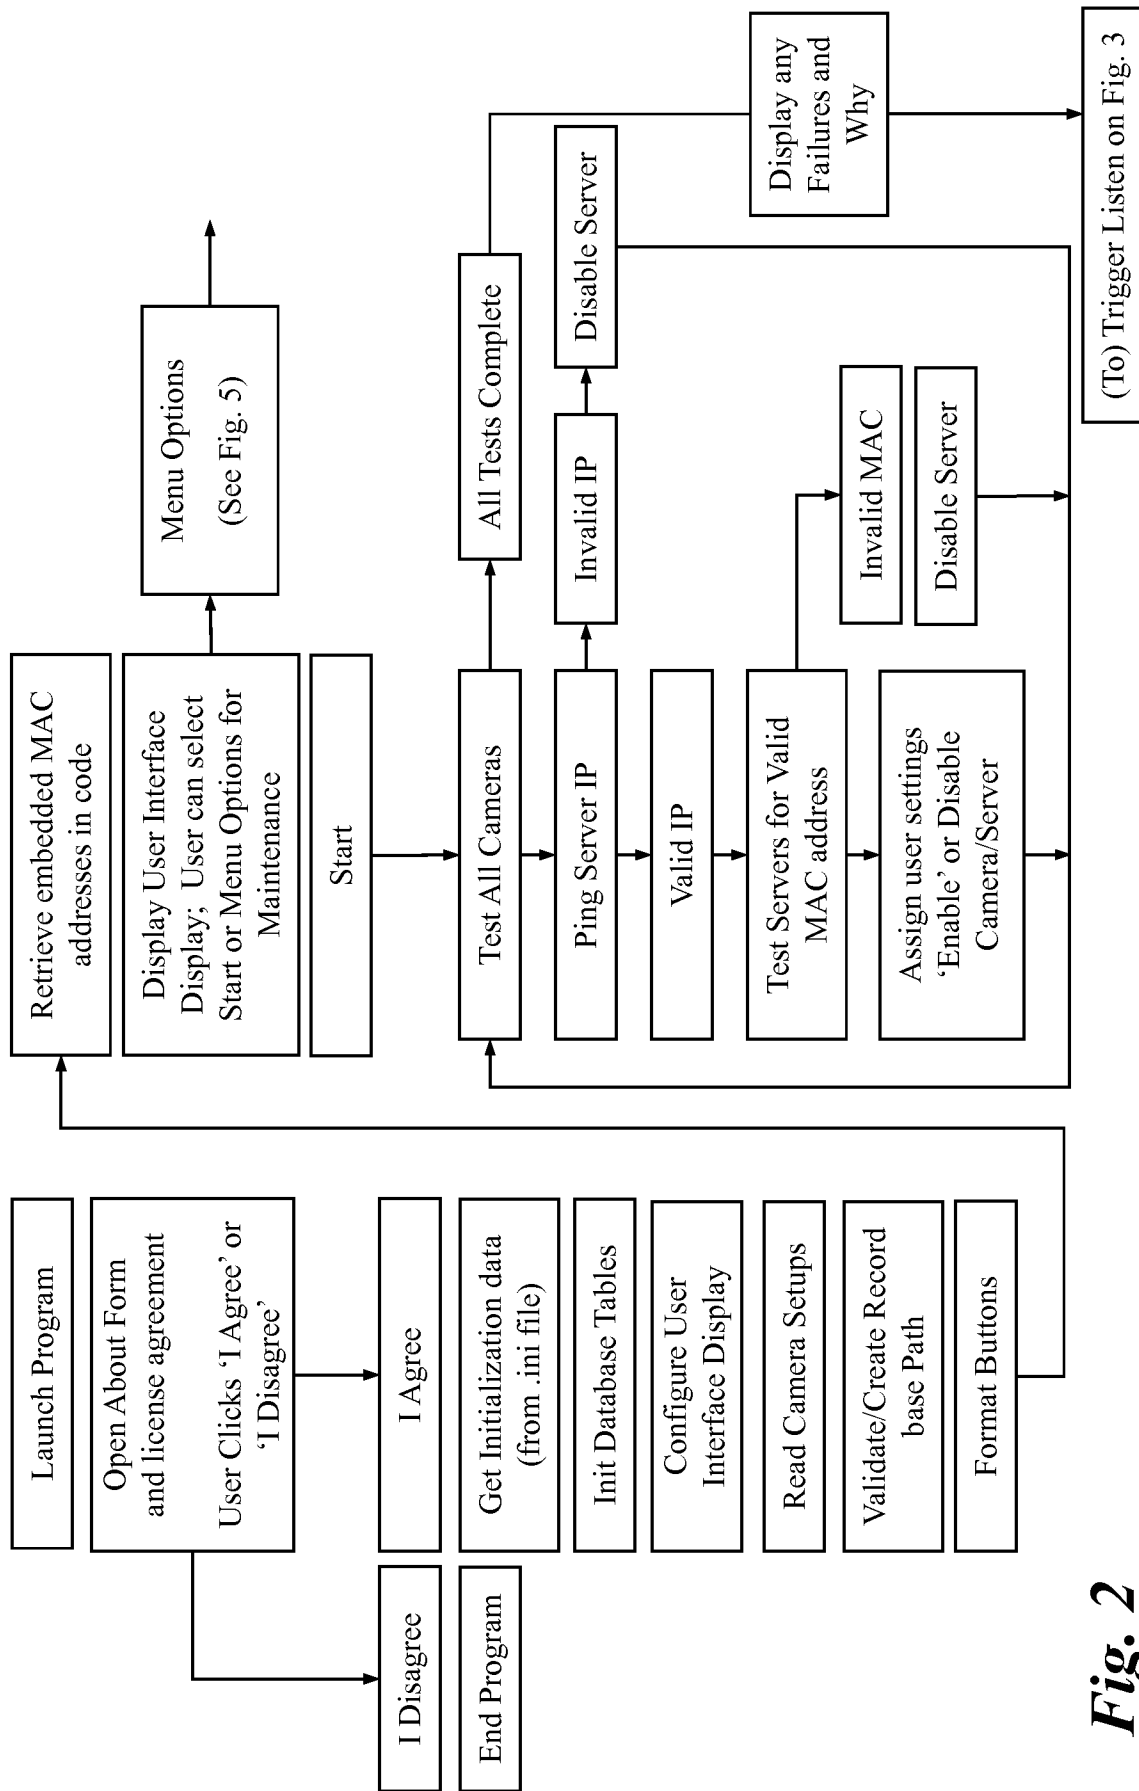 Launch Program
Open About Form
and license agreement
User Clicks ‘I Agree’ or
‘I Disagree’
I Disagree
End Program
I Agree
Get Initialization data
(from .ini file)
Init Database Tables
Configure User
Interface Display
Read Camera Setups
Validate/Create Record
base Path
Format Buttons
Retrieve embedded MAC
addresses in code
Display User Interface
Display; User can select
Start or Menu Options for
Maintenance
Menu Options
(See Fig. 5)
Start
Test All Cameras
All Tests Complete
Ping Server IP
Invalid IP
Disable Server
Valid IP
Test Servers for Valid
MAC address
Invalid MAC
Disable Server
Assign user settings
‘Enable’ or Disable
Camera/Server
Display any
Failures and
Why
(To) Trigger Listen on Fig. 3
Fig. 2